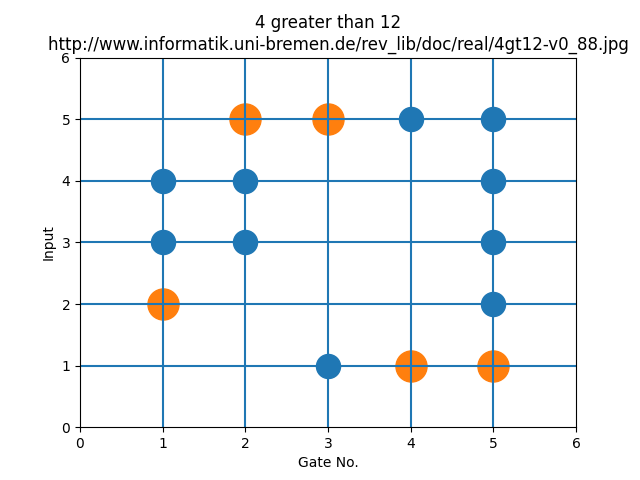 4 greater than 12
http://www.informatik.uni-bremen.de/rev_lib/doc/real/4gt12-v0_88.jpg
6
5
4
3
2
1
0
Input
0 1 2 3 4 5 6
Gate No.